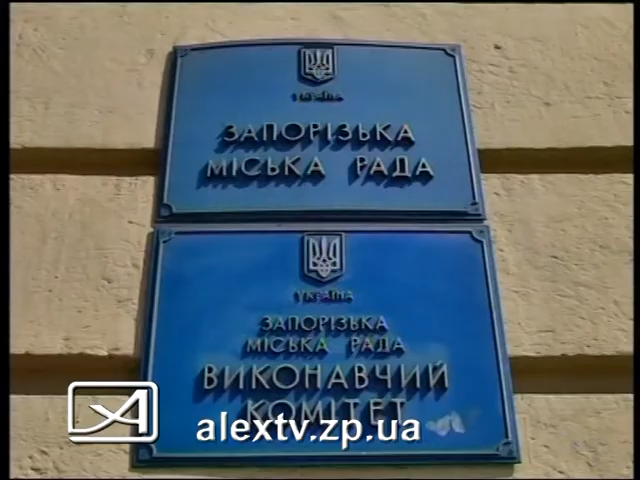 УКРАЇНА
ЗАПОРІЗЬКА
МІСЬКА РАДА
УКРАЇНА
ЗАПОРІЗЬКА
МІСЬКА РАДА
ВИКОНАВЧИЙ
КОМІТЕТ
alextv.zp.ua